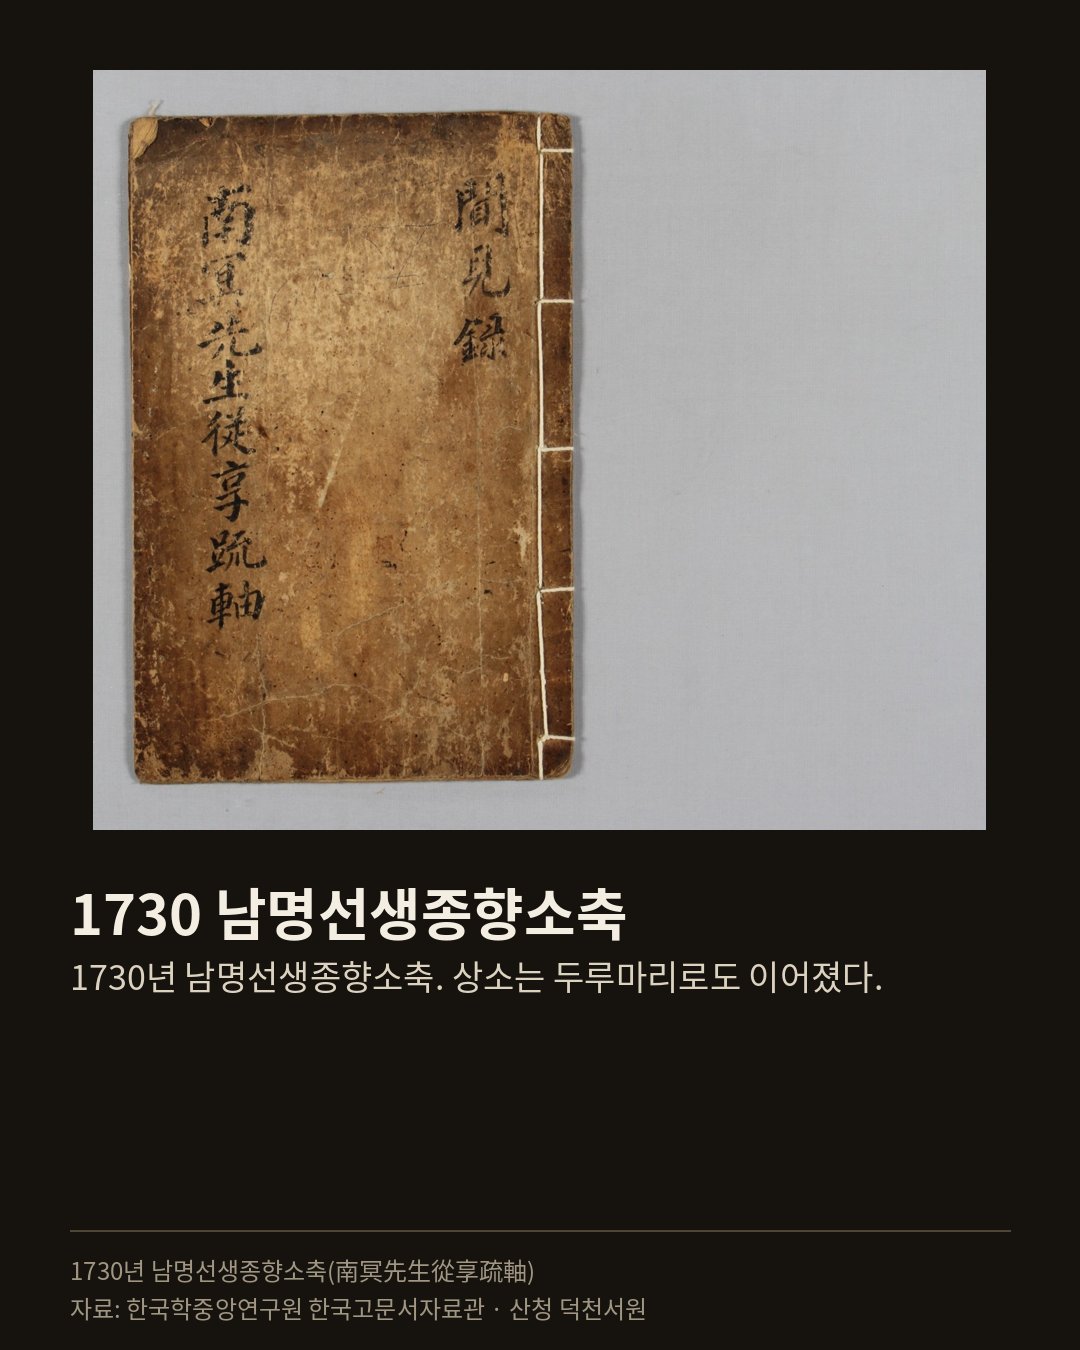 聞見録
南冥先生從享疏軸
1730 남명선생종향소축
1730년 남명선생종향소축. 상소는 두루마리로도 이어졌다.
1730년 남명선생종향소축(南冥先生從享疏軸)
자료: 한국학중앙연구원 한국고문서자료관 · 산청 덕천서원